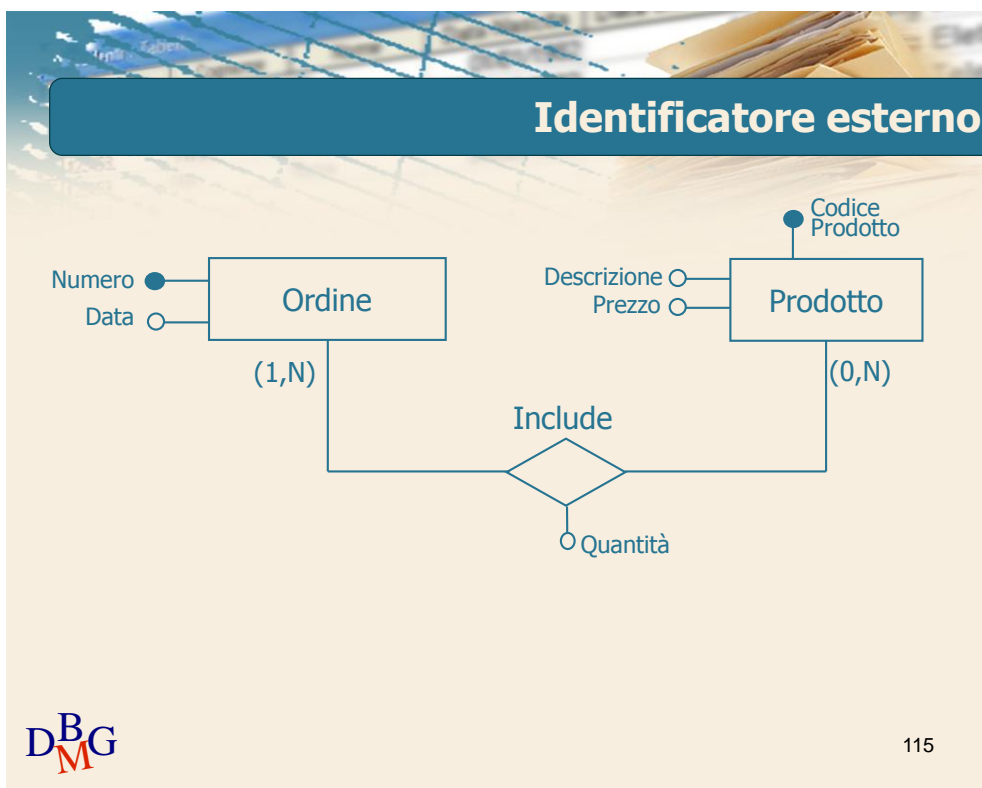 Identificatore esterno
Codice
Prodotto
Numero
Data
Ordine
Descrizione
Prezzo
Prodotto
(1,N)
(0,N)
Include
Quantità
DBMG
115